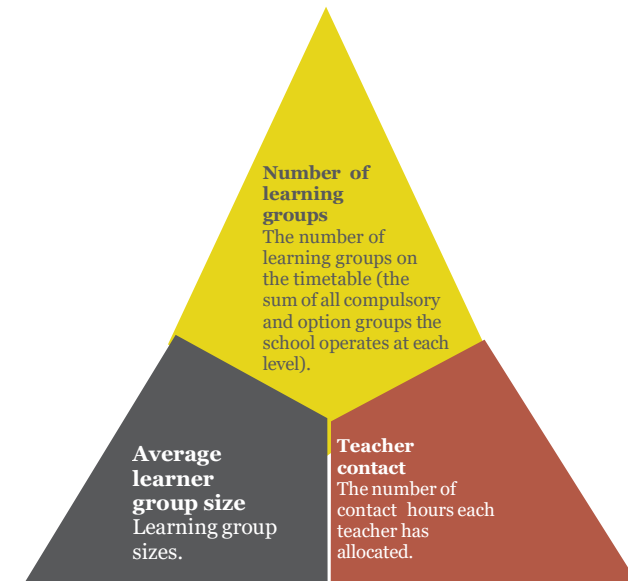 Number of
learning
groups
The number of
learning groups on
the timetable (the
sum of all compulsory
and option groups the
school operates at each
level).
Average
learner
group size
Learning group
sizes.
Teacher
contact
The number of
contact hours each
teacher has
allocated.